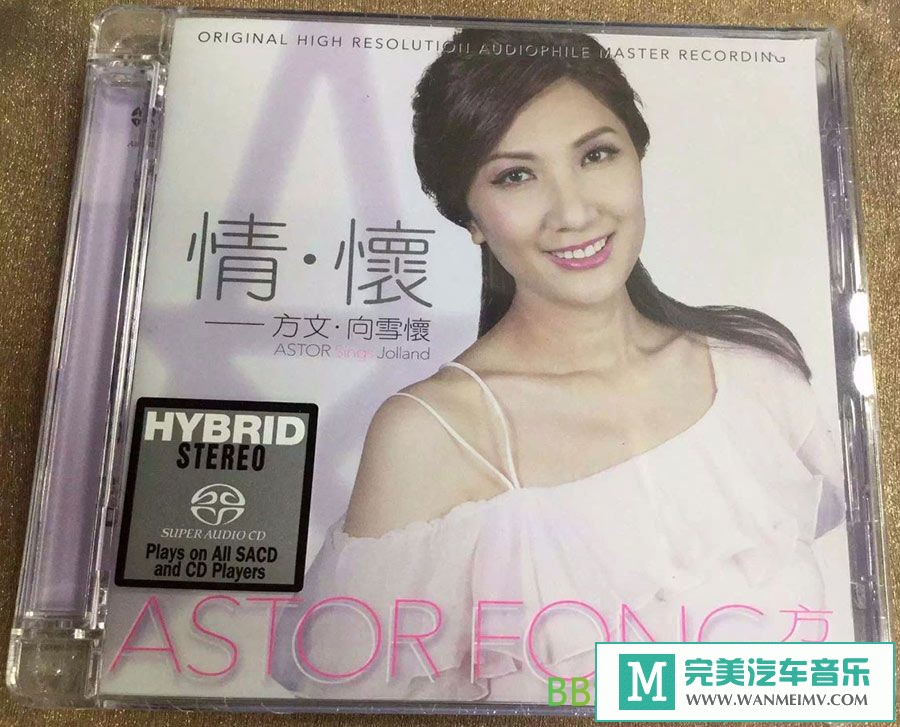 ORIGINAL HIGH RESOLUTION AUDIOPHILE MASTER RECORDING
情·懷
——方文·向雪懷
ASTOR Sings Jolland
HYBRID
STEREO
SUPER AUDIO CD
Plays on All SACD
and CD Players
ASTOR FONG 方
BB
M 完美汽车音乐
WWW.WANMEIMV.COM